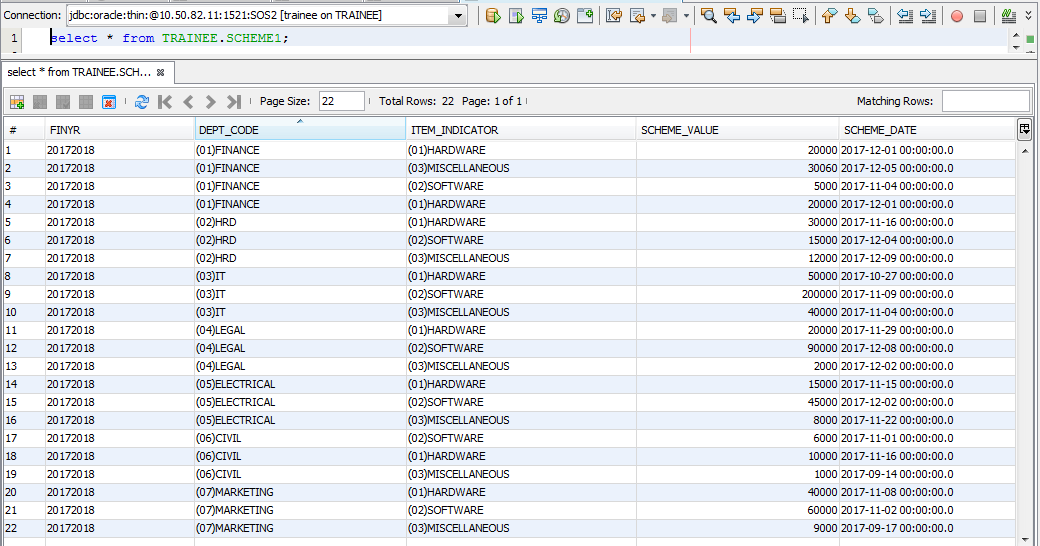 Connection: jdbc:oracle:thin:@10.50.82.11:1521:SOS2 [trainee on TRAINEE]
1 select * from TRAINEE.SCHEME1;
select * from TRAINEE.SCH...
Page Size: 22 Total Rows: 22 Page: 1 of 1 Matching Rows:
# FINYR DEPT_CODE ITEM_INDICATOR SCHEME_VALUE SCHEME_DATE
1 20172018 (01)FINANCE (01)HARDWARE 20000 2017-12-01 00:00:00.0
2 20172018 (01)FINANCE (03)MISCELLANEOUS 30060 2017-12-05 00:00:00.0
3 20172018 (01)FINANCE (02)SOFTWARE 5000 2017-11-04 00:00:00.0
4 20172018 (01)FINANCE (01)HARDWARE 20000 2017-12-01 00:00:00.0
5 20172018 (02)HRD (01)HARDWARE 30000 2017-11-16 00:00:00.0
6 20172018 (02)HRD (02)SOFTWARE 15000 2017-12-04 00:00:00.0
7 20172018 (02)HRD (03)MISCELLANEOUS 12000 2017-12-09 00:00:00.0
8 20172018 (03)IT (01)HARDWARE 50000 2017-10-27 00:00:00.0
9 20172018 (03)IT (02)SOFTWARE 200000 2017-11-09 00:00:00.0
10 20172018 (03)IT (03)MISCELLANEOUS 40000 2017-11-04 00:00:00.0
11 20172018 (04)LEGAL (01)HARDWARE 20000 2017-11-29 00:00:00.0
12 20172018 (04)LEGAL (02)SOFTWARE 90000 2017-12-08 00:00:00.0
13 20172018 (04)LEGAL (03)MISCELLANEOUS 2000 2017-12-02 00:00:00.0
14 20172018 (05)ELECTRICAL (01)HARDWARE 15000 2017-11-15 00:00:00.0
15 20172018 (05)ELECTRICAL (02)SOFTWARE 45000 2017-12-02 00:00:00.0
16 20172018 (05)ELECTRICAL (03)MISCELLANEOUS 8000 2017-11-22 00:00:00.0
17 20172018 (06)CIVIL (02)SOFTWARE 6000 2017-11-01 00:00:00.0
18 20172018 (06)CIVIL (01)HARDWARE 10000 2017-11-16 00:00:00.0
19 20172018 (06)CIVIL (03)MISCELLANEOUS 1000 2017-09-14 00:00:00.0
20 20172018 (07)MARKETING (01)HARDWARE 40000 2017-11-08 00:00:00.0
21 20172018 (07)MARKETING (02)SOFTWARE 60000 2017-11-02 00:00:00.0
22 20172018 (07)MARKETING (03)MISCELLANEOUS 9000 2017-09-17 00:00:00.0